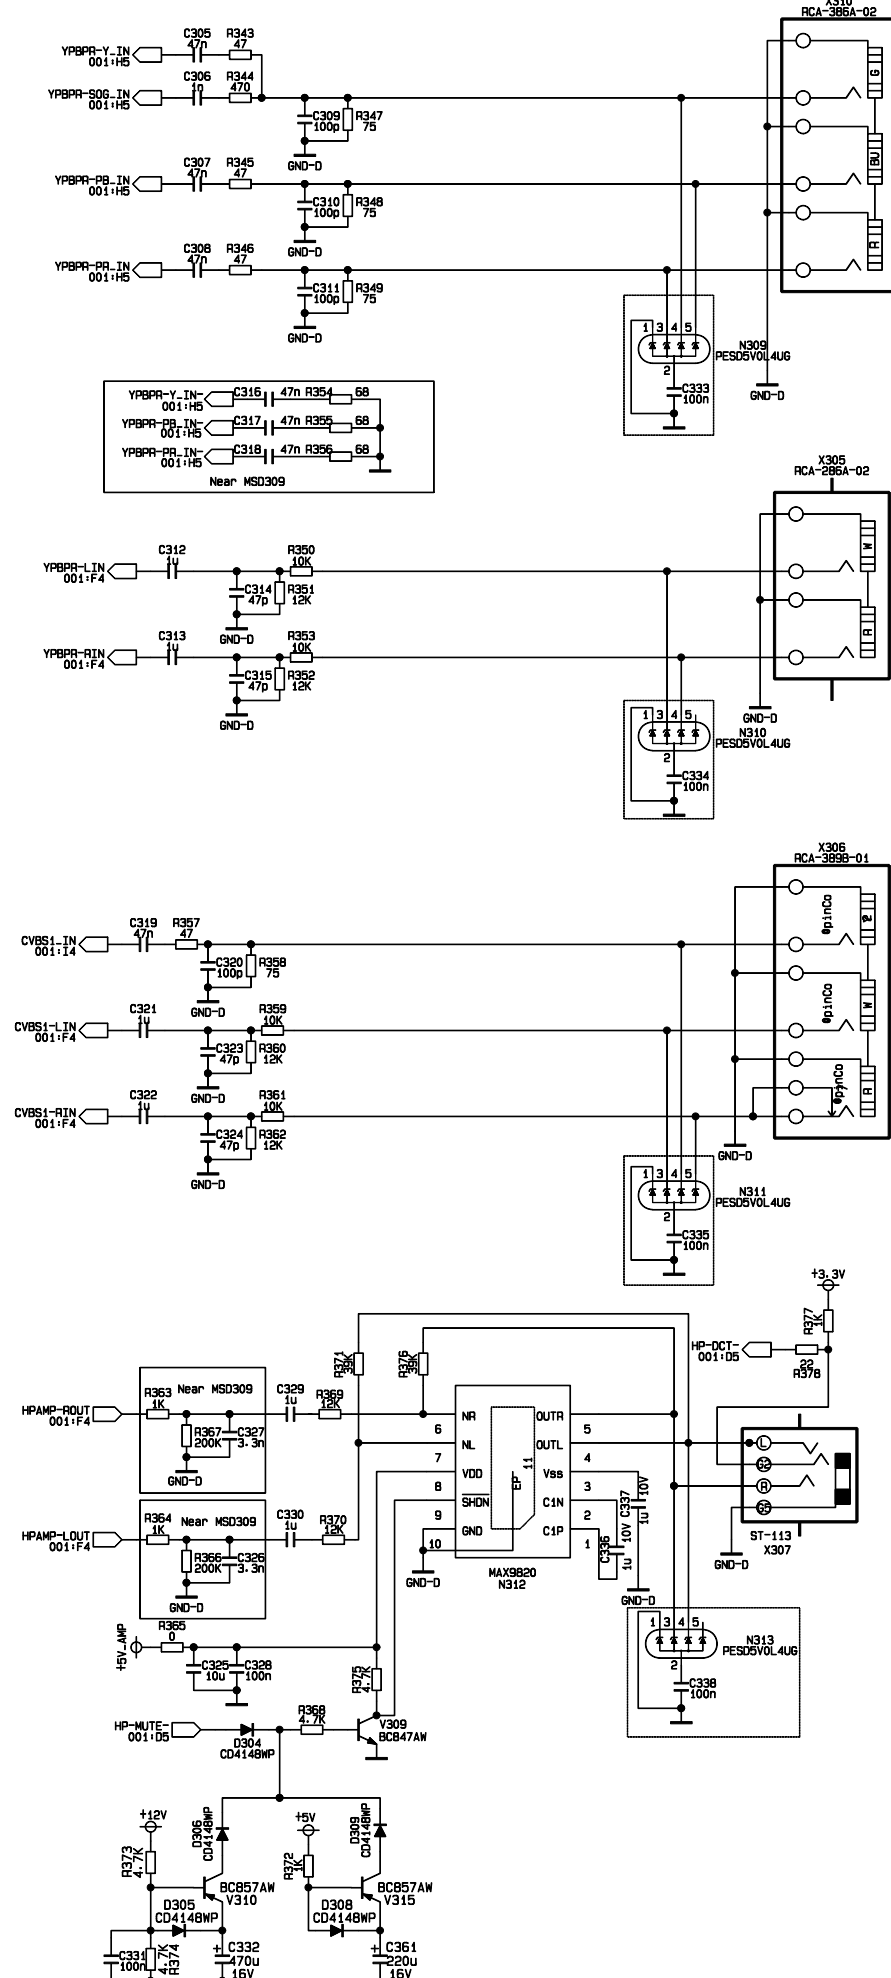 X310
RCA-386A-02
YPBPR-Y_IN
001:H5
C305
47n
R343
47
G
YPBPR-SOG_IN
001:H5
C306
1n
R344
470
C309
100p
R347
75
GND-D
YPBPR-PB_IN
001:H5
C307
47n
R345
47
BU
C310
100p
R348
75
GND-D
YPBPR-PR_IN
001:H5
C308
47n
R346
47
R
C311
100p
R349
75
GND-D
1 3 4 5
2
N309
PESD5V0L4UG
C333
100n
GND-D
YPBPR-Y_IN-
001:H5
C316
47n R354
68
YPBPR-PB_IN-
001:H5
C317
47n R355
68
YPBPR-PR_IN-
001:H5
C318
47n R356
68
Near MSD309
X305
RCA-286A-02
W
YPBPR-LIN
001:F4
C312
1u
R350
10K
C314
47p
R351
12K
GND-D
YPBPR-RIN
001:F4
C313
1u
R353
10K
R
C315
47p
R352
12K
GND-D
GND-D
1 3 4 5
2
N310
PESD5V0L4UG
C334
100n
X306
RCA-389B-01
@pinCo
CVBS1_IN
001:I4
C319
47n
R357
47
C320
100p
R358
75
GND-D
@pinCo
W
CVBS1-LIN
001:F4
C321
1u
R359
10K
C323
47p
R360
12K
GND-D
@pinCo
R
CVBS1-RIN
001:F4
C322
1u
R361
10K
C324
47p
R362
12K
GND-D
GND-D
1 3 4 5
2
N311
PESD5V0L4UG
C335
100n
+3.3V
R377
1K
HP-DCT-
001:D5
22
R378
R371
39K
R376
39K
HPAMP-ROUT
001:F4
R363
1K
Near MSD309
C329
1u
R369
12K
R367
200K
C327
3.3n
GND-D
NR
OUTR
6
5
NL
OUTL
7
4
VDD
Vss
8
3
SHDN
C1N
9
2
GND
C1P
10
1
EP
11
MAX9820
N312
GND-D
C337
10V
1u
C336
10V
1u
GND-D
L
G2
R
G5
ST-113
X307
GND-D
HPAMP-LOUT
001:F4
R364
1K
Near MSD309
C330
1u
R370
12K
R366
200K
C326
3.3n
GND-D
+5V_AMP
R365
0
C325
10u
C328
100n
R375
4.7K
1 3 4 5
2
N313
PESD5V0L4UG
C338
100n
HP-MUTE-
001:D5
D304
CD4148WP
R368
4.7K
V309
BC847AW
+12V
R373
4.7K
D306
CD4148WP
BC857AW
V310
D305
CD4148WP
C331
100n
4.7K
R374
+
C332
470u
16V
+5V
R372
1K
D309
CD4148WP
BC857AW
V315
D308
CD4148WP
+
C361
220u
16V